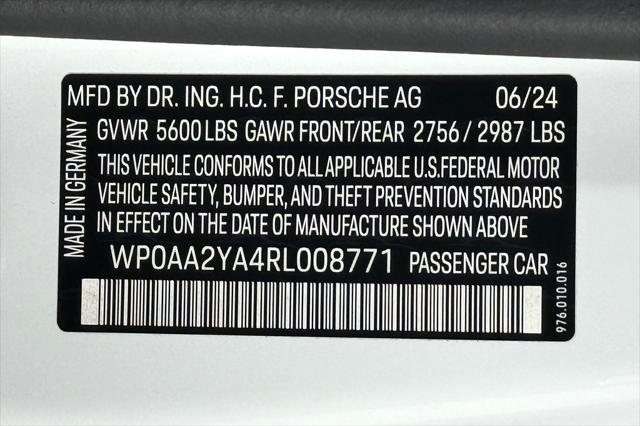 MFD BY DR. ING. H.C. F. PORSCHE AG 06/24
GVWR 5600 LBS GAWR FRONT/REAR 2756 / 2987 LBS
THIS VEHICLE CONFORMS TO ALL APPLICABLE U.S.FEDERAL MOTOR
VEHICLE SAFETY, BUMPER, AND THEFT PREVENTION STANDARDS
IN EFFECT ON THE DATE OF MANUFACTURE SHOWN ABOVE
WP0AA2YA4RL008771 PASSENGER CAR
MADE IN GERMANY
976.010.016